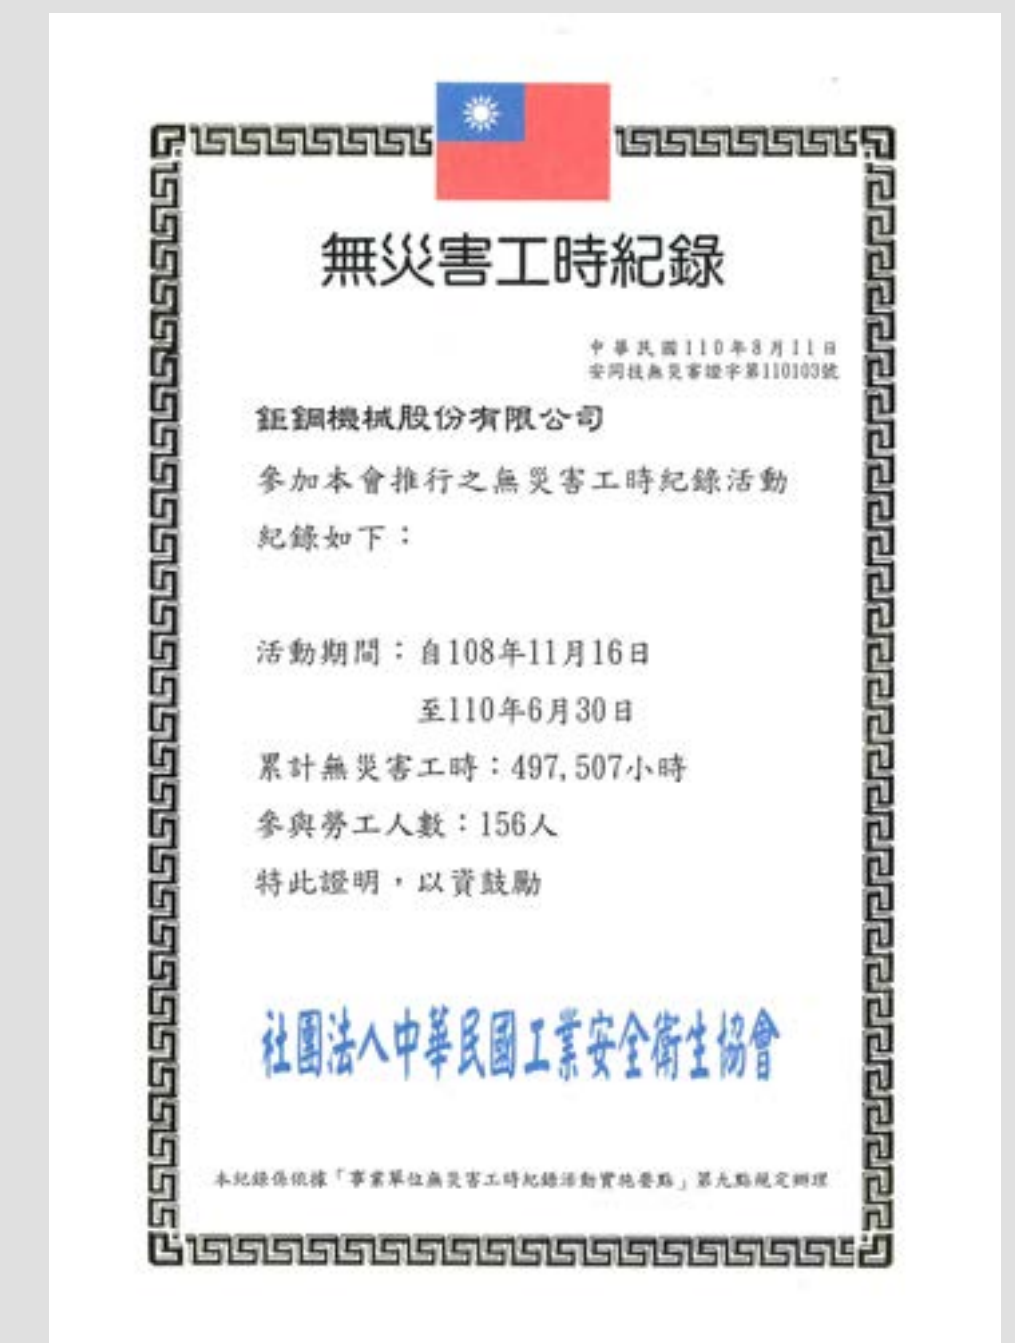 無災害工時紀錄
中華民國110年8月11日
安同技無災害證字第110103號
鉅鋼機械股份有限公司
參加本會推行之無災害工時紀錄活動
紀錄如下：
活動期間：自108年11月16日
至110年6月30日
累計無災害工時：497,507小時
參與勞工人數：156人
特此證明，以資鼓勵
社團法人中華民國工業安全衛生協會
本紀錄係依據「事業單位無災害工時紀錄活動實施要點」第九點規定辦理